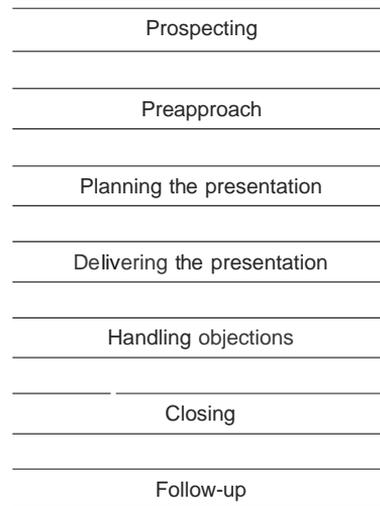 Prospecting
Preapproach
Planning the presentation
Delivering the presentation
Handling objections
Closing
Follow-up